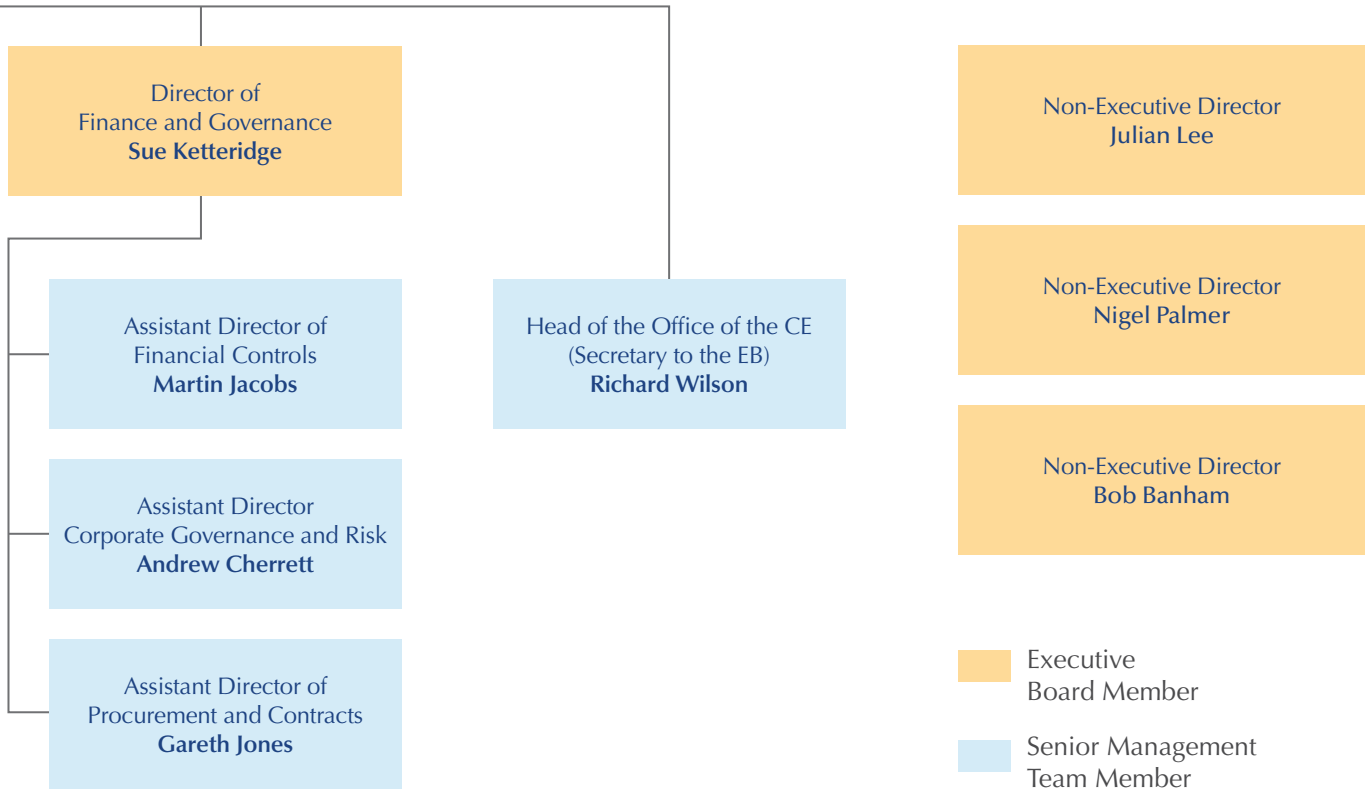 Director of
Finance and Governance
Sue Ketteridge
Assistant Director of
Financial Controls
Martin Jacobs
Assistant Director
Corporate Governance and Risk
Andrew Cherrett
Assistant Director of
Procurement and Contracts
Gareth Jones
Head of the Office of the CE
(Secretary to the EB)
Richard Wilson
Non-Executive Director
Julian Lee
Non-Executive Director
Nigel Palmer
Non-Executive Director
Bob Banham
Executive
Board Member
Senior Management
Team Member